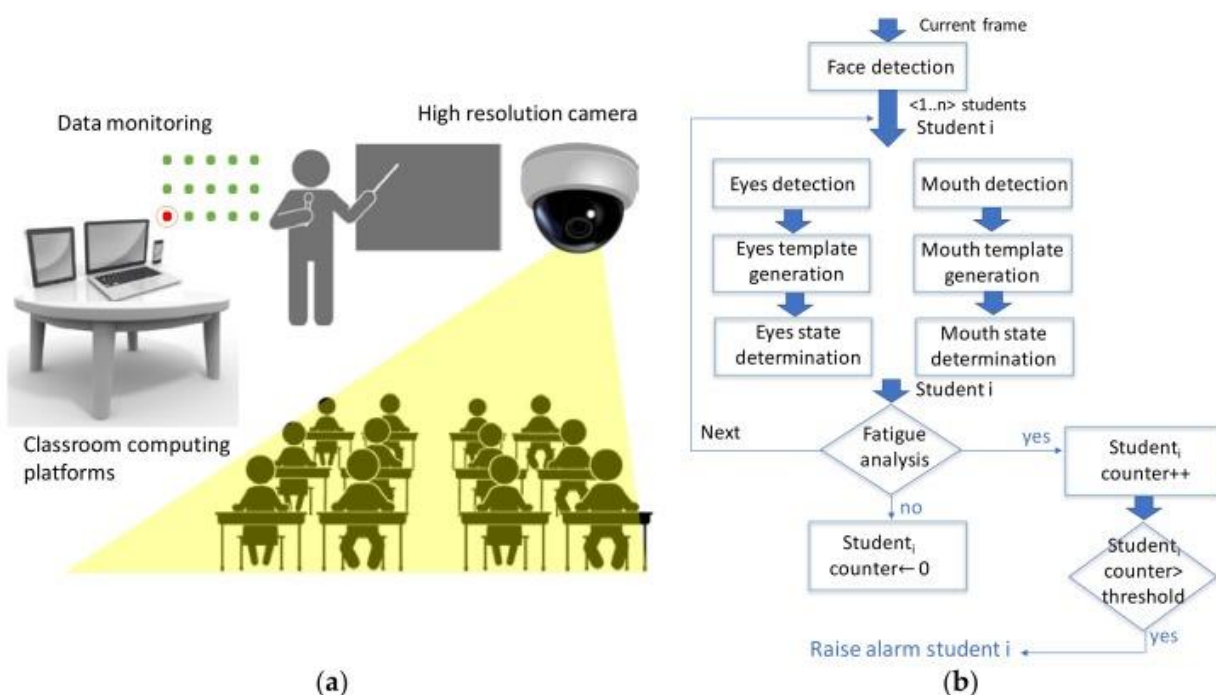 Data monitoring
High resolution camera
Classroom computing
platforms
(a)
Current frame
Face detection
<1..n> students
Student i
Eyes detection
Mouth detection
Eyes template
generation
Mouth template
generation
Eyes state
determination
Mouth state
determination
Student i
Next
Fatigue
analysis
yes
Studentᵢ
counter++
no
Studentᵢ
counter← 0
Studentᵢ
counter>
threshold
yes
Raise alarm student i
(b)